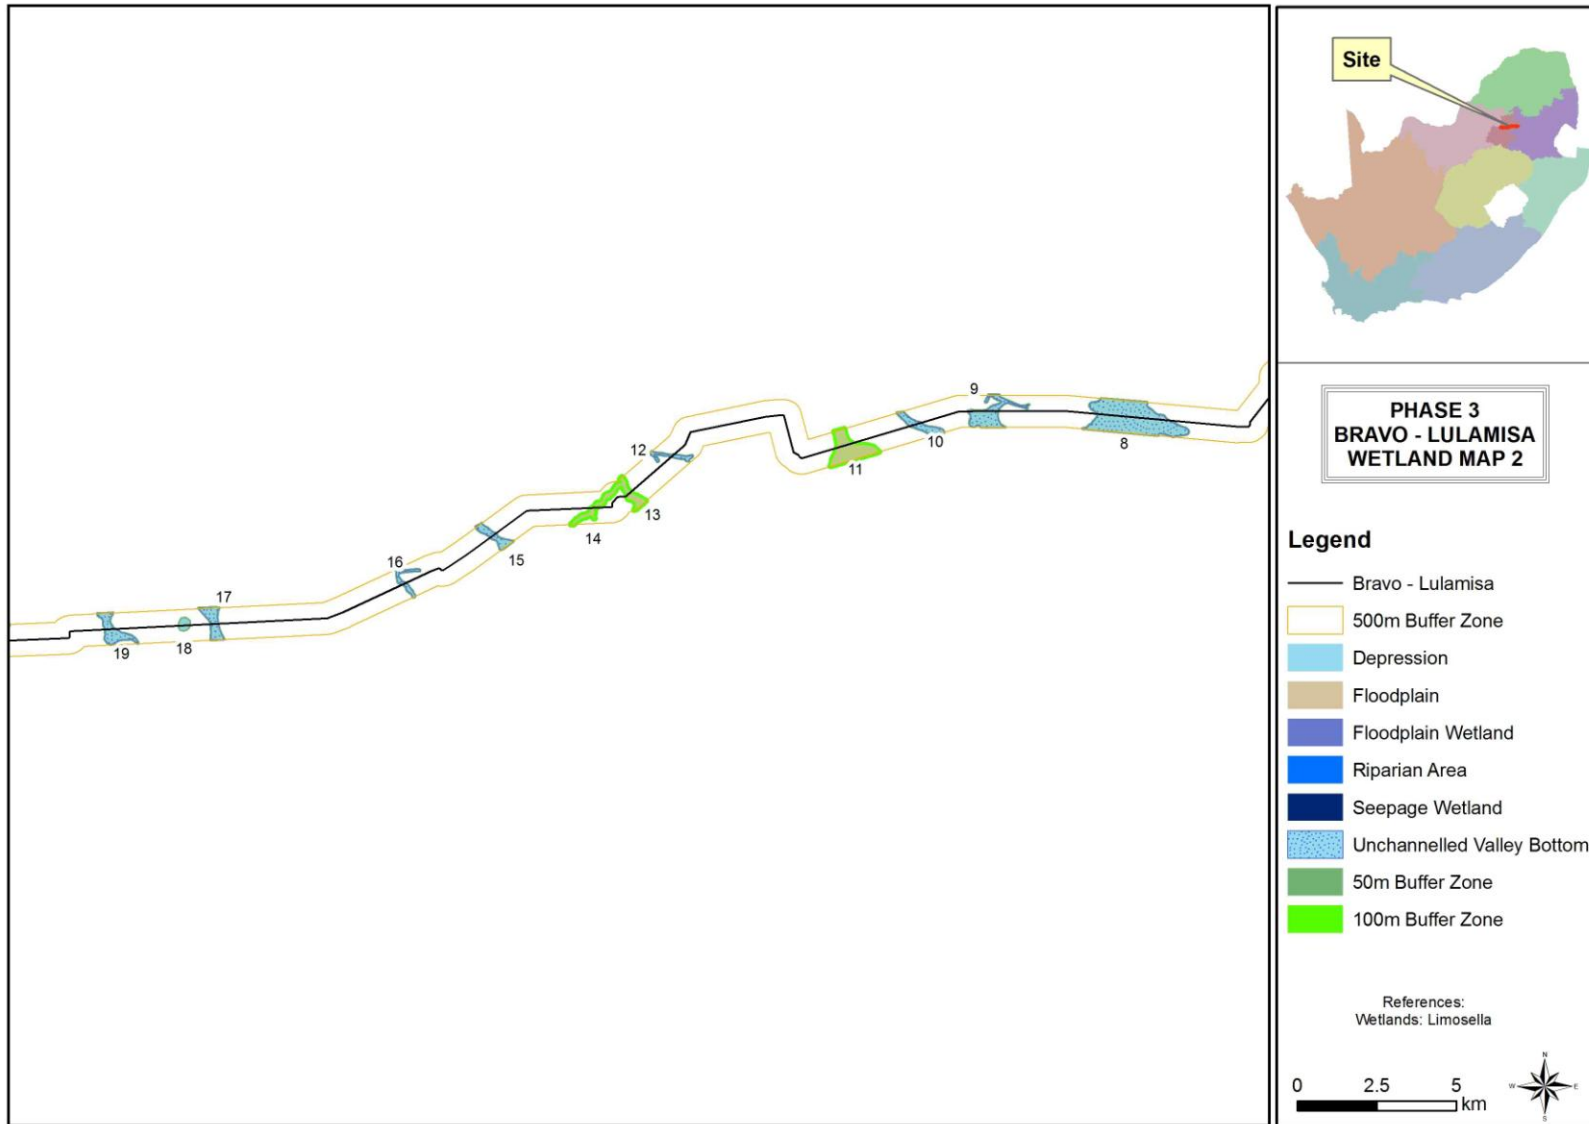 Site
PHASE 3
BRAVO - LULAMISA
WETLAND MAP 2
Legend
Bravo - Lulamisa
500m Buffer Zone
Depression
Floodplain
Floodplain Wetland
Riparian Area
Seepage Wetland
Unchannelled Valley Bottom
50m Buffer Zone
100m Buffer Zone
References:
Wetlands: Limosella
0 2.5 5
km
N
W E
S
9
8
10
11
12
13
14
15
16
17
18
19